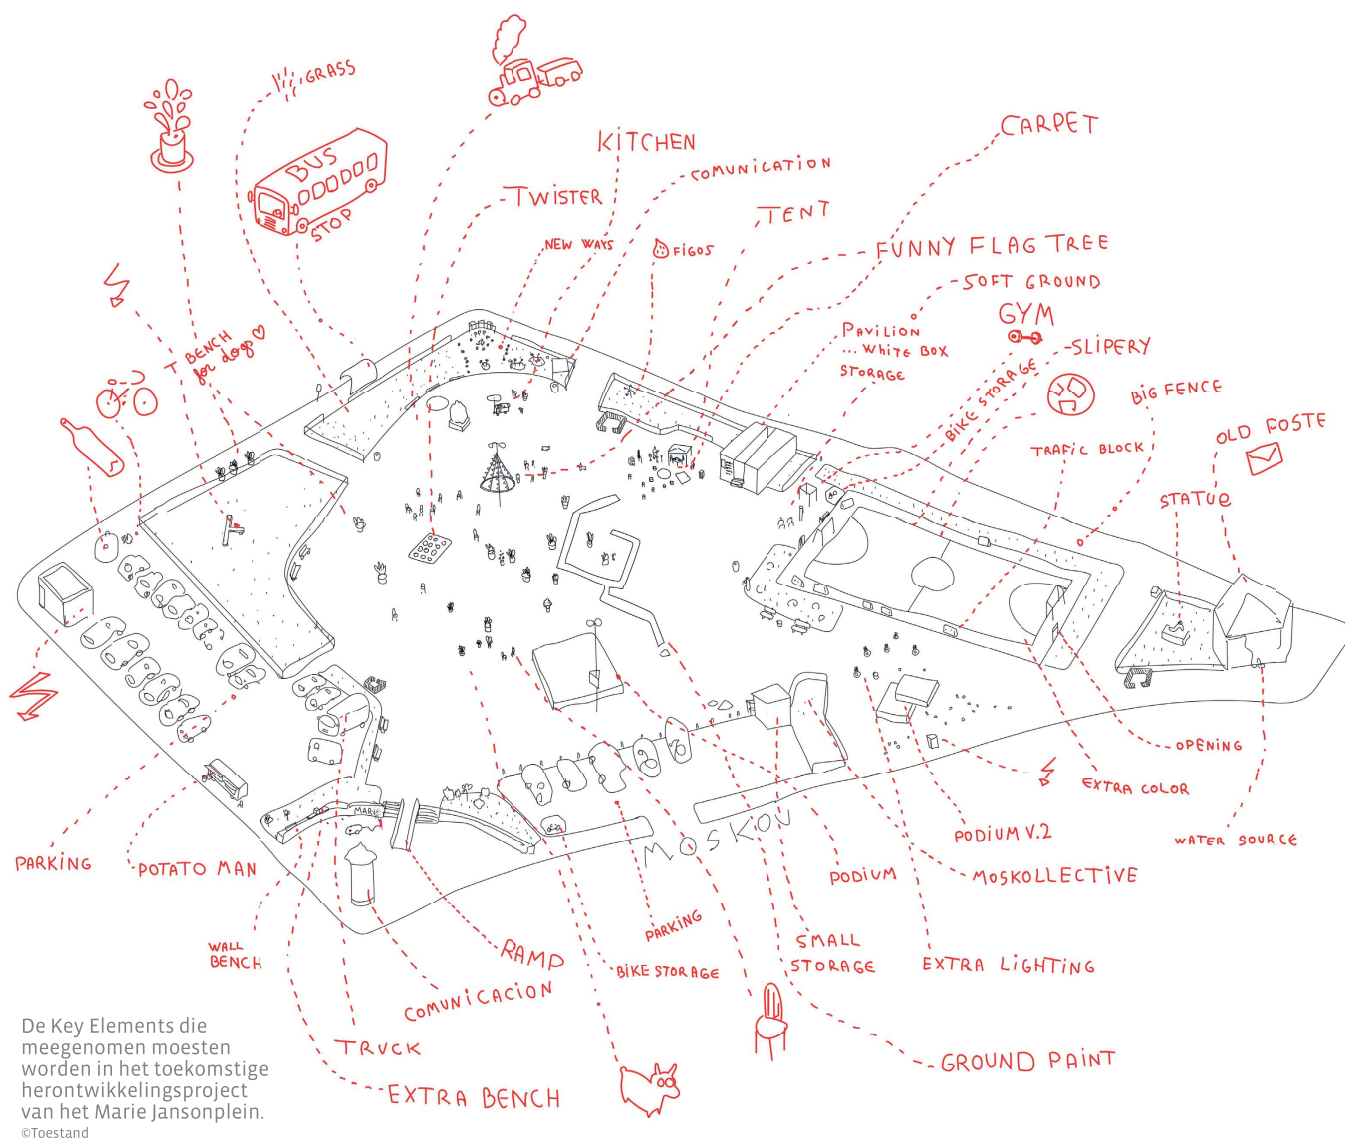 GRASS
BUS
STOP
KITCHEN
COMUNICATION
CARPET
TWISTER
TENT
NEW WAYS
FIGOS
FUNNY FLAG TREE
SOFT GROUND
GYM
PAVILION
... WHITE BOX
STORAGE
BIKE STORAGE
SLIPERY
BENCH
for dogs
BIG FENCE
OLD POSTE
TRAFIC BLOCK
STATUE
MARIE
MOSKOU
OPENING
EXTRA COLOR
PODIUM V.2
WATER SOURCE
PARKING
POTATO MAN
PODIUM
MOSKOLLECTIVE
WALL
BENCH
RAMP
PARKING
BIKE STORAGE
SMALL
STORAGE
EXTRA LIGHTING
COMUNICACION
TRUCK
EXTRA BENCH
GROUND PAINT
De Key Elements die
meegenomen moesten
worden in het toekomstige
herontwikkelingsproject
van het Marie Jansonplein.
©Toestand